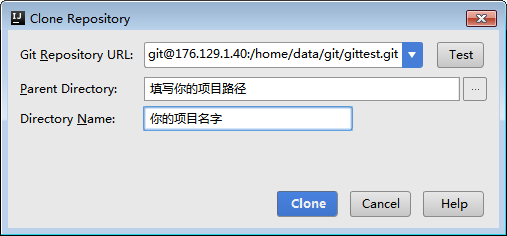 Clone Repository
Git Repository URL: git@176.129.1.40:/home/data/git/gittest.git Test
Parent Directory: 填写你的项目路径 ...
Directory Name: 你的项目名字
Clone Cancel Help